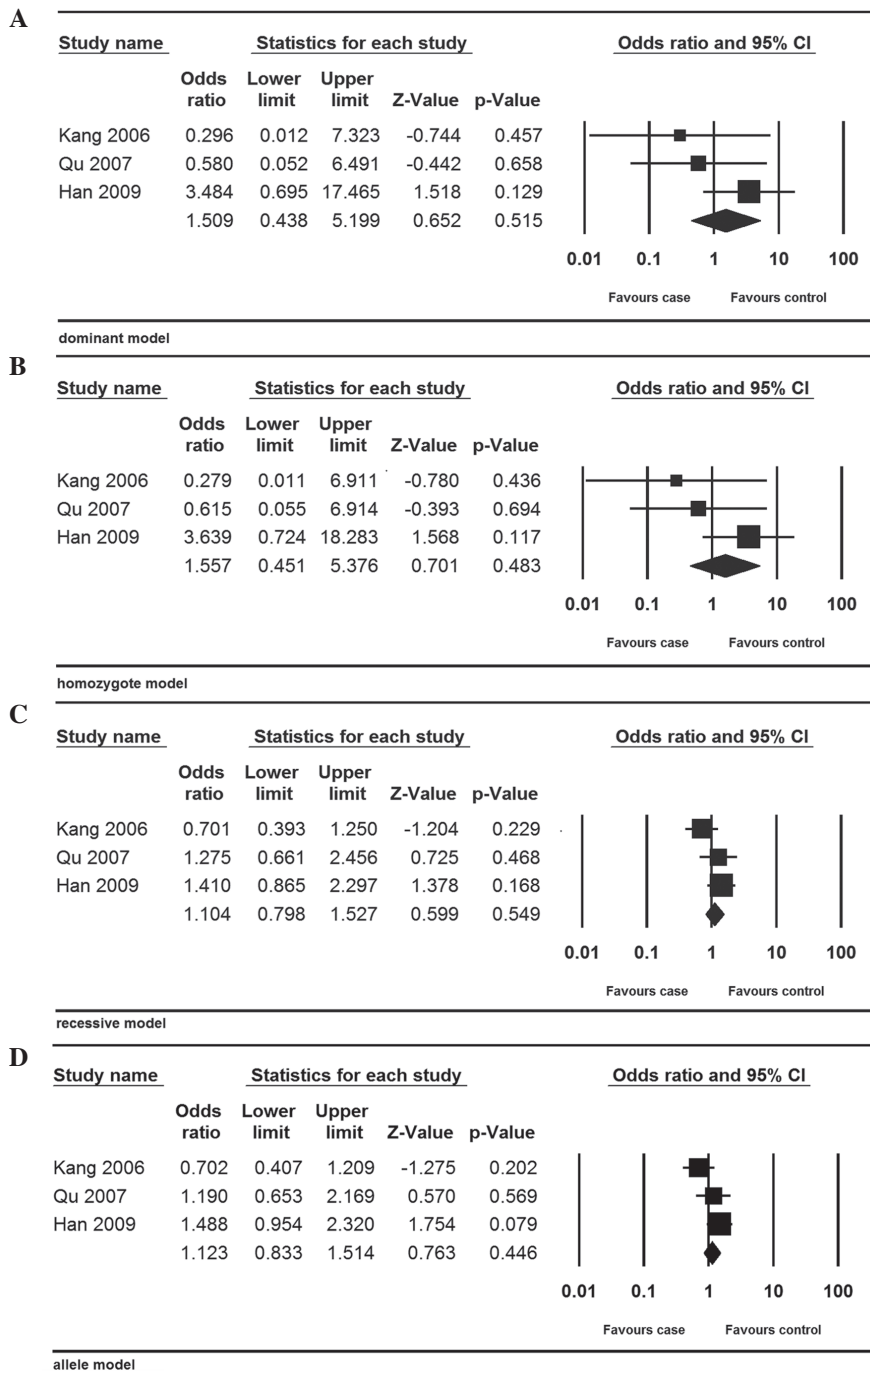 A
Study name Statistics for each study Odds ratio and 95% CI
Odds Lower Upper
ratio limit limit Z-Value p-Value
Kang 2006 0.296 0.012 7.323 -0.744 0.457
Qu 2007 0.580 0.052 6.491 -0.442 0.658
Han 2009 3.484 0.695 17.465 1.518 0.129
1.509 0.438 5.199 0.652 0.515
0.01 0.1 1 10 100
Favours case Favours control
dominant model
B
Study name Statistics for each study Odds ratio and 95% CI
Odds Lower Upper
ratio limit limit Z-Value p-Value
Kang 2006 0.279 0.011 6.911 -0.780 0.436
Qu 2007 0.615 0.055 6.914 -0.393 0.694
Han 2009 3.639 0.724 18.283 1.568 0.117
1.557 0.451 5.376 0.701 0.483
0.01 0.1 1 10 100
Favours case Favours control
homozygote model
C
Study name Statistics for each study Odds ratio and 95% CI
Odds Lower Upper
ratio limit limit Z-Value p-Value
Kang 2006 0.701 0.393 1.250 -1.204 0.229
Qu 2007 1.275 0.661 2.456 0.725 0.468
Han 2009 1.410 0.865 2.297 1.378 0.168
1.104 0.798 1.527 0.599 0.549
0.01 0.1 1 10 100
Favours case Favours control
recessive model
D
Study name Statistics for each study Odds ratio and 95% CI
Odds Lower Upper
ratio limit limit Z-Value p-Value
Kang 2006 0.702 0.407 1.209 -1.275 0.202
Qu 2007 1.190 0.653 2.169 0.570 0.569
Han 2009 1.488 0.954 2.320 1.754 0.079
1.123 0.833 1.514 0.763 0.446
0.01 0.1 1 10 100
Favours case Favours control
allele model